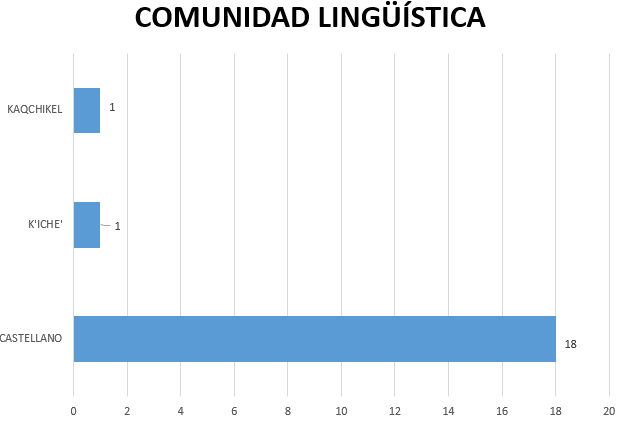 COMUNIDAD LINGÜÍSTICA
KAQCHIKEL
1
K'ICHE'
1
CASTELLANO
18
0 2 4 6 8 10 12 14 16 18 20